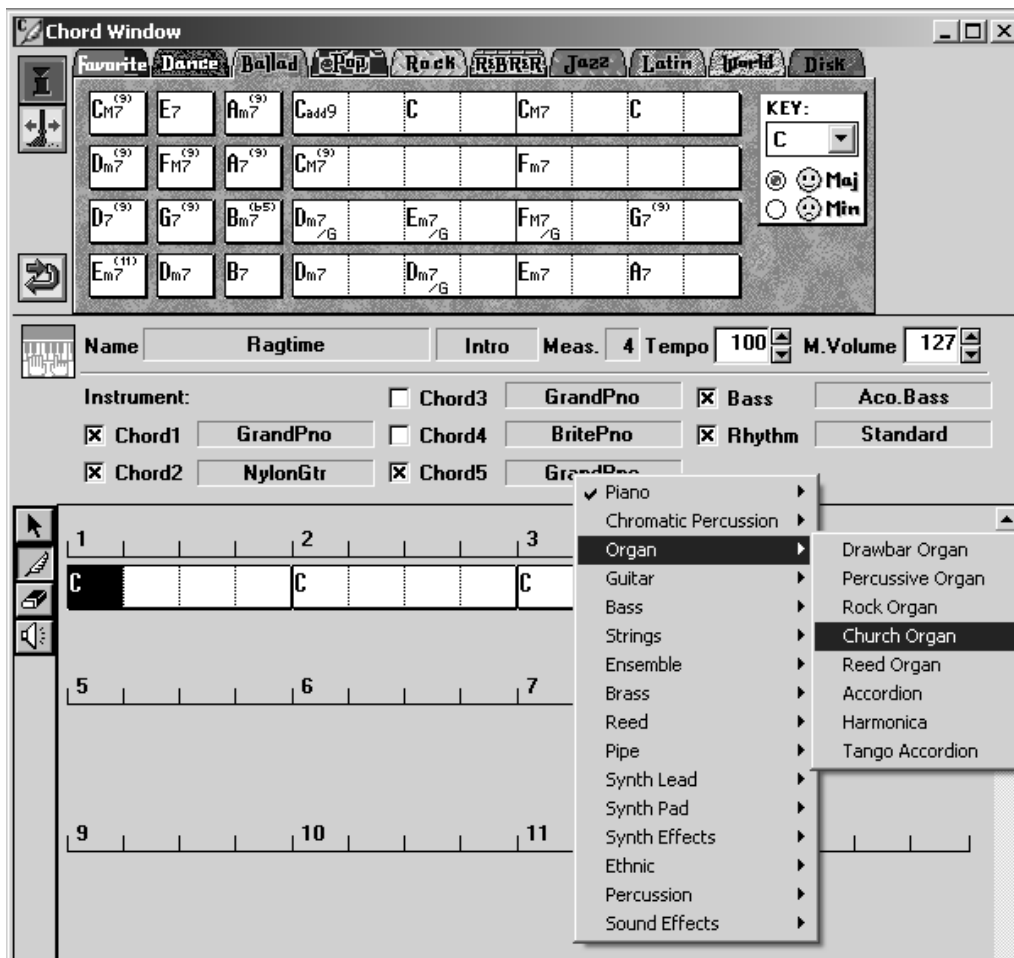 Chord Window
Favorite Dance Ballad ePop Rock R&B Jazz Latin World Disk
CM7(9) E7 Am7(9) Cadd9 C CM7 C
KEY:
C
Dm7(9) FM7(9) A7(9) CM7(9) Fm7
Maj
Min
D7(9) G7(9) Bm7(b5) Dm7/G Em7/G FM7/G G7(9)
Em7(11) Dm7 B7 Dm7 Dm7/G Em7 A7
Name Ragtime Intro Meas. 4 Tempo 100 M.Volume 127
Instrument: Chord3 GrandPno Bass Aco.Bass
Chord1 GrandPno Chord4 BritePno Rhythm Standard
Chord2 NylonGtr Chord5 GrandPno
1 2 3
C C C
5 6 7
9 10 11
Piano
Chromatic Percussion
Organ
Guitar
Bass
Strings
Ensemble
Brass
Reed
Pipe
Synth Lead
Synth Pad
Synth Effects
Ethnic
Percussion
Sound Effects
Drawbar Organ
Percussive Organ
Rock Organ
Church Organ
Reed Organ
Accordion
Harmonica
Tango Accordion